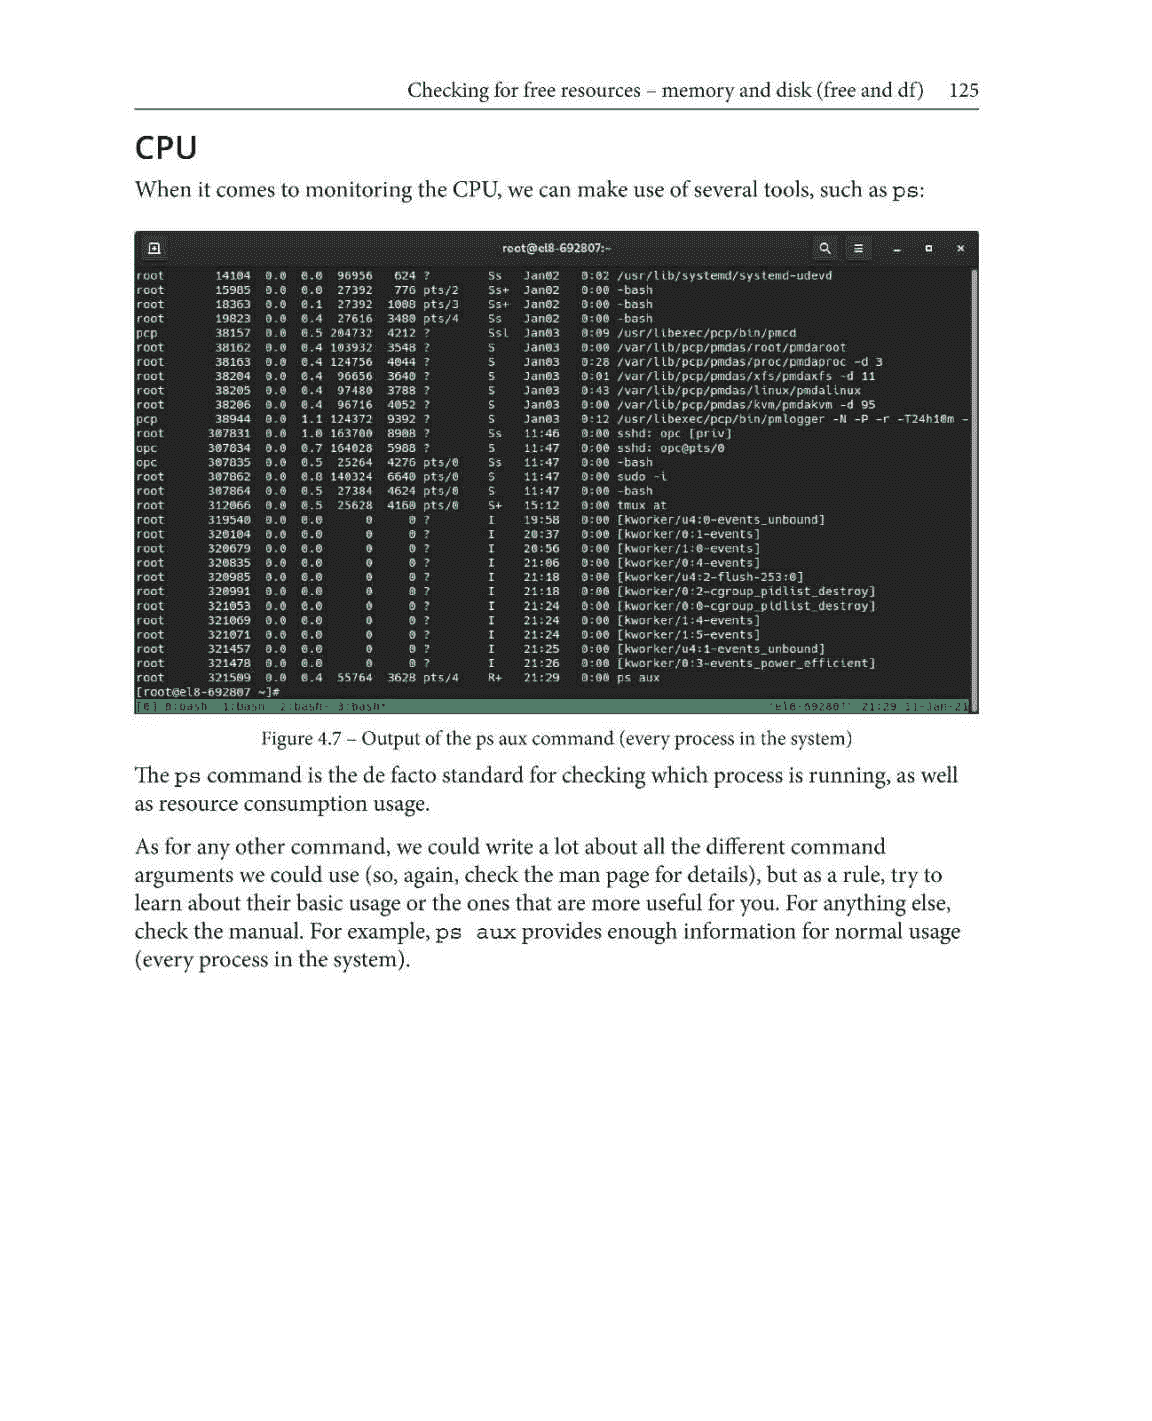 Checking for free resources – memory and disk (free and df) 125
CPU
When it comes to monitoring the CPU, we can make use of several tools, such as ps:
root@el8-692807:~
root 14104 0.0 0.0 96956 624 ? Ss Jan02 0:02 /usr/lib/systemd/systemd-udevd
root 15985 0.0 0.0 27392 776 pts/2 Ss+ Jan02 0:00 -bash
root 18363 0.0 0.1 27392 1008 pts/3 Ss+ Jan02 0:00 -bash
root 19823 0.0 0.4 27616 3480 pts/4 Ss Jan02 0:00 -bash
pcp 38157 0.0 0.5 204732 4212 ? Ssl Jan03 0:09 /usr/libexec/pcp/bin/pmcd
root 38162 0.0 0.4 103932 3548 ? S Jan03 0:00 /var/lib/pcp/pmdas/root/pmdaroot
root 38163 0.0 0.4 124756 4044 ? S Jan03 0:28 /var/lib/pcp/pmdas/proc/pmdaproc -d 3
root 38204 0.0 0.4 96656 3640 ? S Jan03 0:01 /var/lib/pcp/pmdas/xfs/pmdaxfs -d 11
root 38205 0.0 0.4 97480 3788 ? S Jan03 0:43 /var/lib/pcp/pmdas/linux/pmdalinux
root 38206 0.0 0.4 96716 4052 ? S Jan03 0:00 /var/lib/pcp/pmdas/kvm/pmdakvm -d 95
pcp 38944 0.0 1.1 124372 9392 ? S Jan03 0:12 /usr/libexec/pcp/bin/pmlogger -N -P -r -T24h10m -
root 307831 0.0 1.0 163700 8908 ? Ss 11:46 0:00 sshd: opc [priv]
opc 307834 0.0 0.7 164028 5988 ? S 11:47 0:00 sshd: opc@pts/0
opc 307835 0.0 0.5 25264 4276 pts/0 Ss 11:47 0:00 -bash
root 307862 0.0 0.8 140324 6640 pts/0 S 11:47 0:00 sudo -i
root 307864 0.0 0.5 27384 4624 pts/0 S 11:47 0:00 -bash
root 312066 0.0 0.5 25628 4160 pts/0 S+ 15:12 0:00 tmux at
root 319540 0.0 0.0 0 0 ? I 19:58 0:00 [kworker/u4:0-events_unbound]
root 320104 0.0 0.0 0 0 ? I 20:37 0:00 [kworker/0:1-events]
root 320679 0.0 0.0 0 0 ? I 20:56 0:00 [kworker/1:0-events]
root 320835 0.0 0.0 0 0 ? I 21:06 0:00 [kworker/0:4-events]
root 320985 0.0 0.0 0 0 ? I 21:18 0:00 [kworker/u4:2-flush-253:0]
root 320991 0.0 0.0 0 0 ? I 21:18 0:00 [kworker/0:2-cgroup_pidlist_destroy]
root 321053 0.0 0.0 0 0 ? I 21:24 0:00 [kworker/0:0-cgroup_pidlist_destroy]
root 321069 0.0 0.0 0 0 ? I 21:24 0:00 [kworker/1:4-events]
root 321071 0.0 0.0 0 0 ? I 21:24 0:00 [kworker/1:5-events]
root 321457 0.0 0.0 0 0 ? I 21:25 0:00 [kworker/u4:1-events_unbound]
root 321478 0.0 0.0 0 0 ? I 21:26 0:00 [kworker/0:3-events_power_efficient]
root 321509 0.0 0.4 55764 3628 pts/4 R+ 21:29 0:00 ps aux
[root@el8-692807 ~]#
[0] 0:bash 1:bash 2:bash- 3:bash* "el8-692807" 21:29 11-Jan-21
Figure 4.7 – Output of the ps aux command (every process in the system)
The ps command is the de facto standard for checking which process is running, as well
as resource consumption usage.
As for any other command, we could write a lot about all the different command
arguments we could use (so, again, check the man page for details), but as a rule, try to
learn about their basic usage or the ones that are more useful for you. For anything else,
check the manual. For example, ps aux provides enough information for normal usage
(every process in the system).